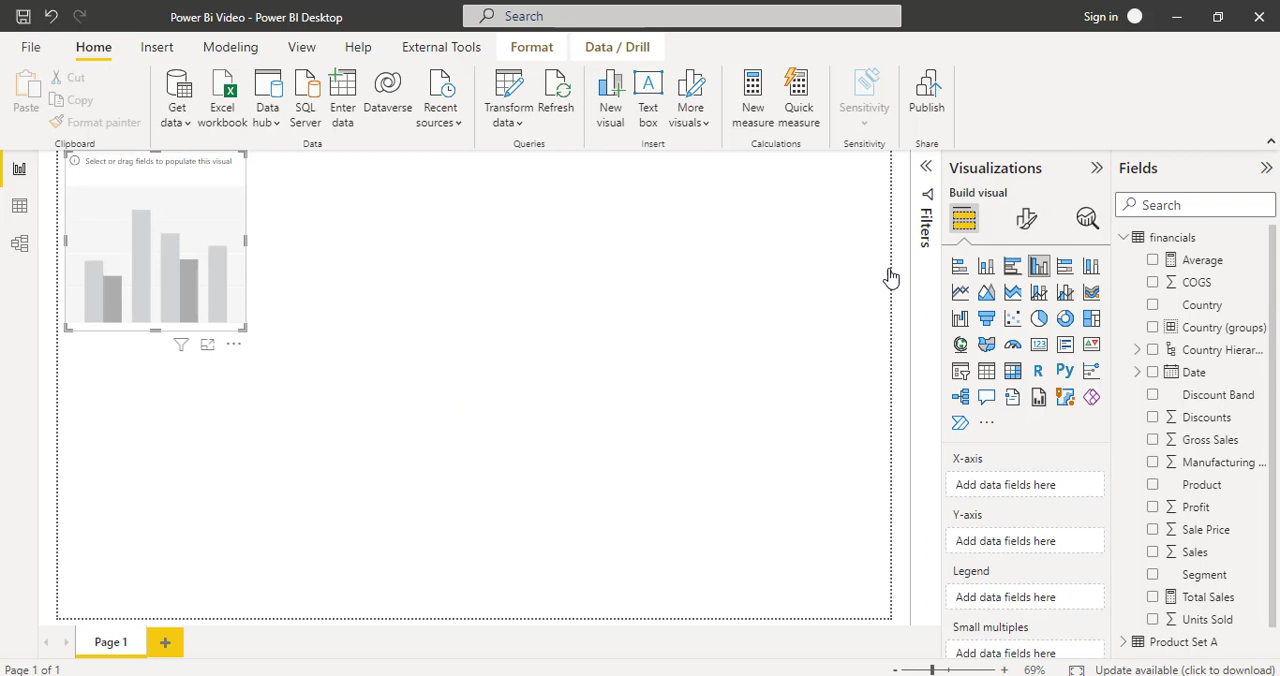 Power Bi Video - Power BI Desktop
Search
Sign in
File Home Insert Modeling View Help External Tools Format Data / Drill
Paste
Cut
Copy
Format painter
Clipboard
Get data
Excel workbook
Data hub
SQL Server
Enter data
Dataverse
Recent sources
Data
Transform data
Refresh
Queries
New visual
Text box
More visuals
Insert
New measure
Quick measure
Calculations
Sensitivity
Sensitivity
Publish
Share
Select or drag fields to populate this visual
Filters
Visualizations
Build visual
123
R
Py
X-axis
Add data fields here
Y-axis
Add data fields here
Legend
Add data fields here
Small multiples
Add data fields here
Fields
Search
financials
Average
COGS
Country
Country (groups)
Country Hierar...
Date
Discount Band
Discounts
Gross Sales
Manufacturing ...
Product
Profit
Sale Price
Sales
Segment
Total Sales
Units Sold
Product Set A
Page 1
Page 1 of 1
- + 69%
Update available (click to download)